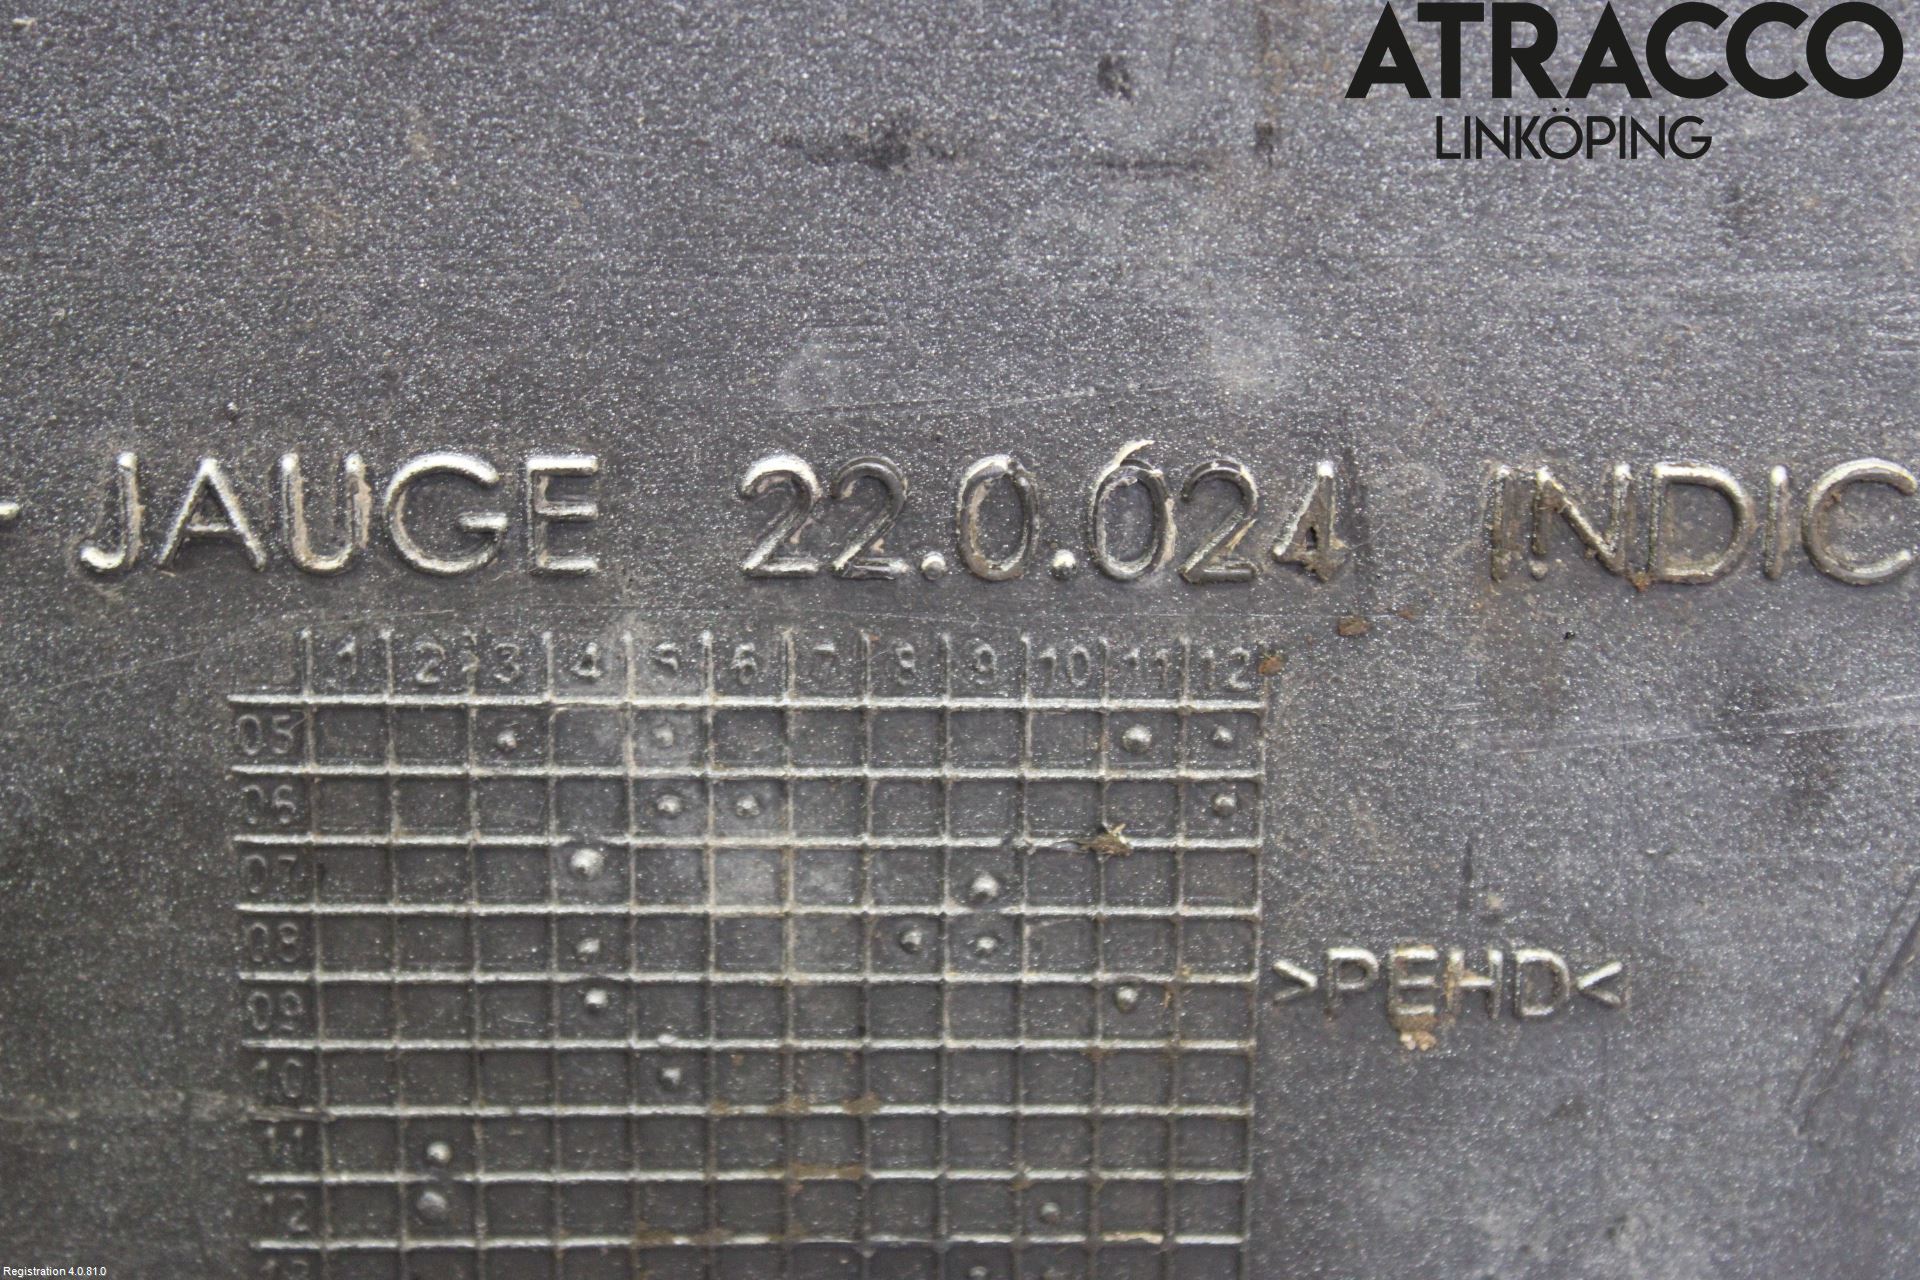 ATRACCO
LINKÖPING
- JAUGE 22.0.624 INDIC
1 2 3 4 5 6 7 8 9 10 11 12
05
06
07
08
09
>PEHD<
10
11
12
13
Registration 4.0.81.0